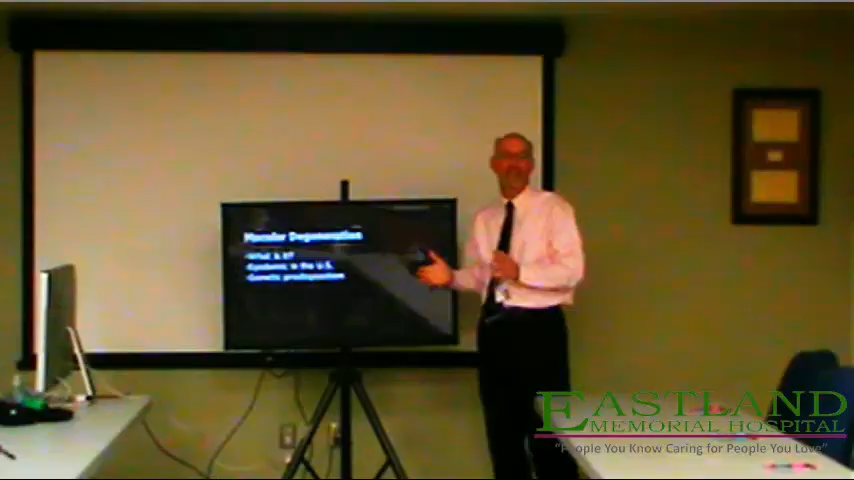 Macular Degeneration
-What is it?
-Epidemic in the U.S.
-Genetic predisposition
EASTLAND
MEMORIAL HOSPITAL
“People You Know Caring for People You Love”